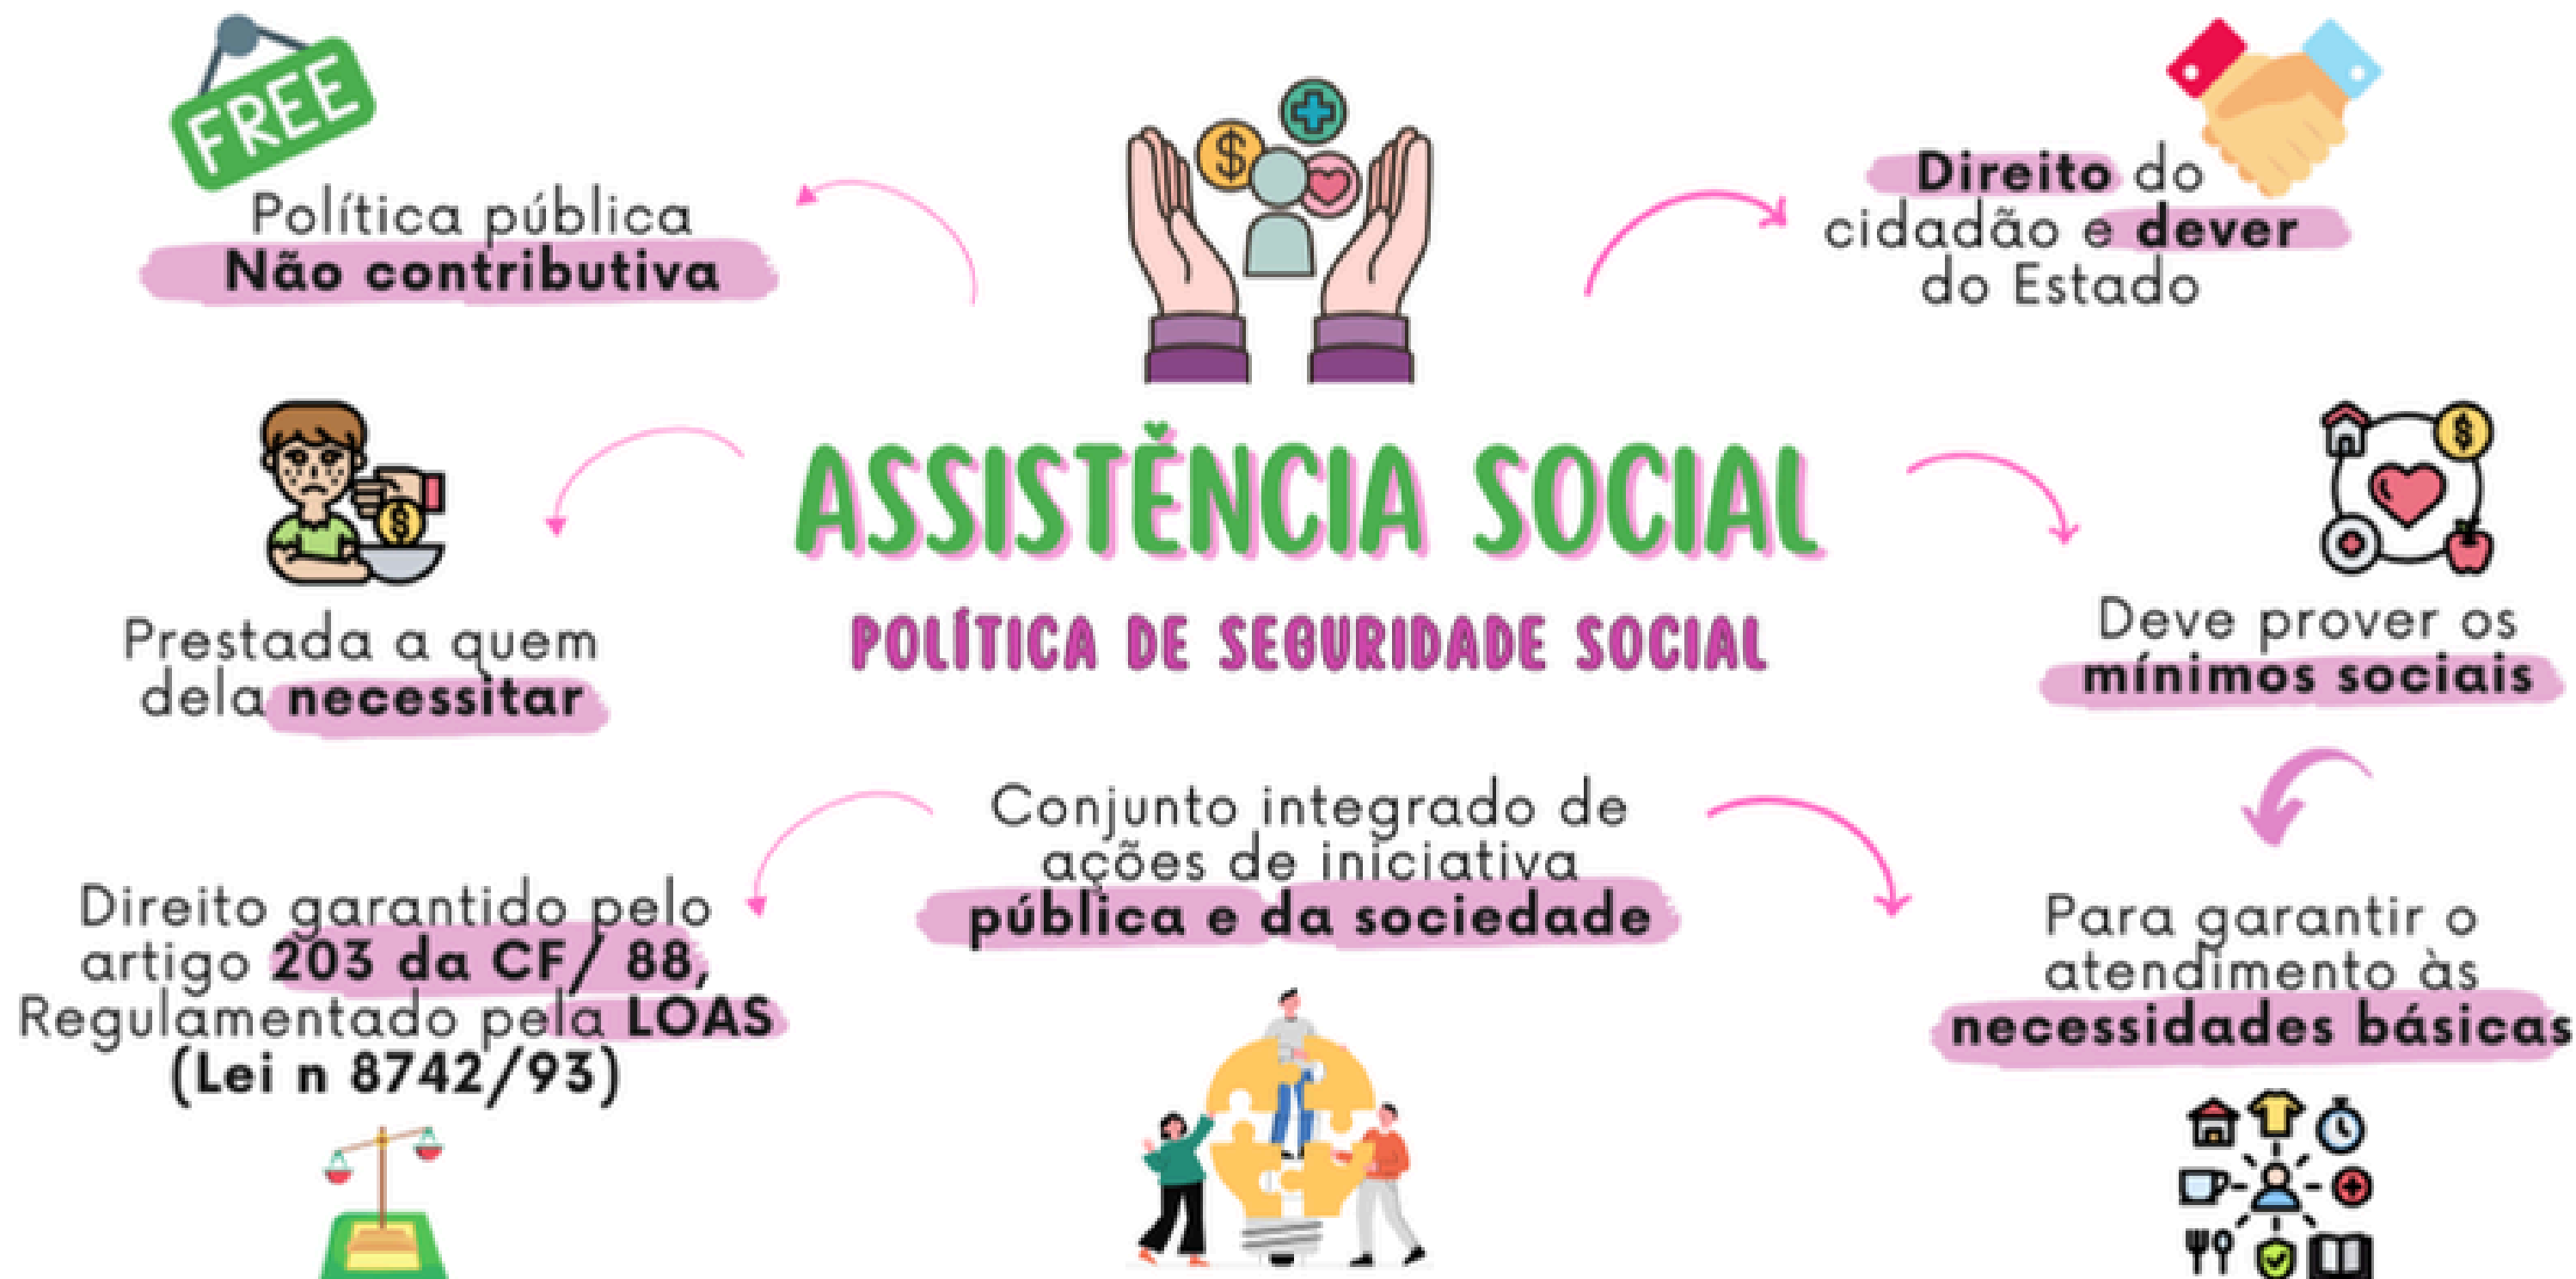 FREE
Política pública
Não contributiva
Direito do
cidadão e dever
do Estado
ASSISTÊNCIA SOCIAL
POLÍTICA DE SEGURIDADE SOCIAL
Prestada a quem
dela necessitar
Deve prover os
mínimos sociais
Conjunto integrado de
ações de iniciativa
pública e da sociedade
Direito garantido pelo
artigo 203 da CF/ 88,
Regulamentado pela LOAS
(Lei n 8742/93)
Para garantir o
atendimento às
necessidades básicas